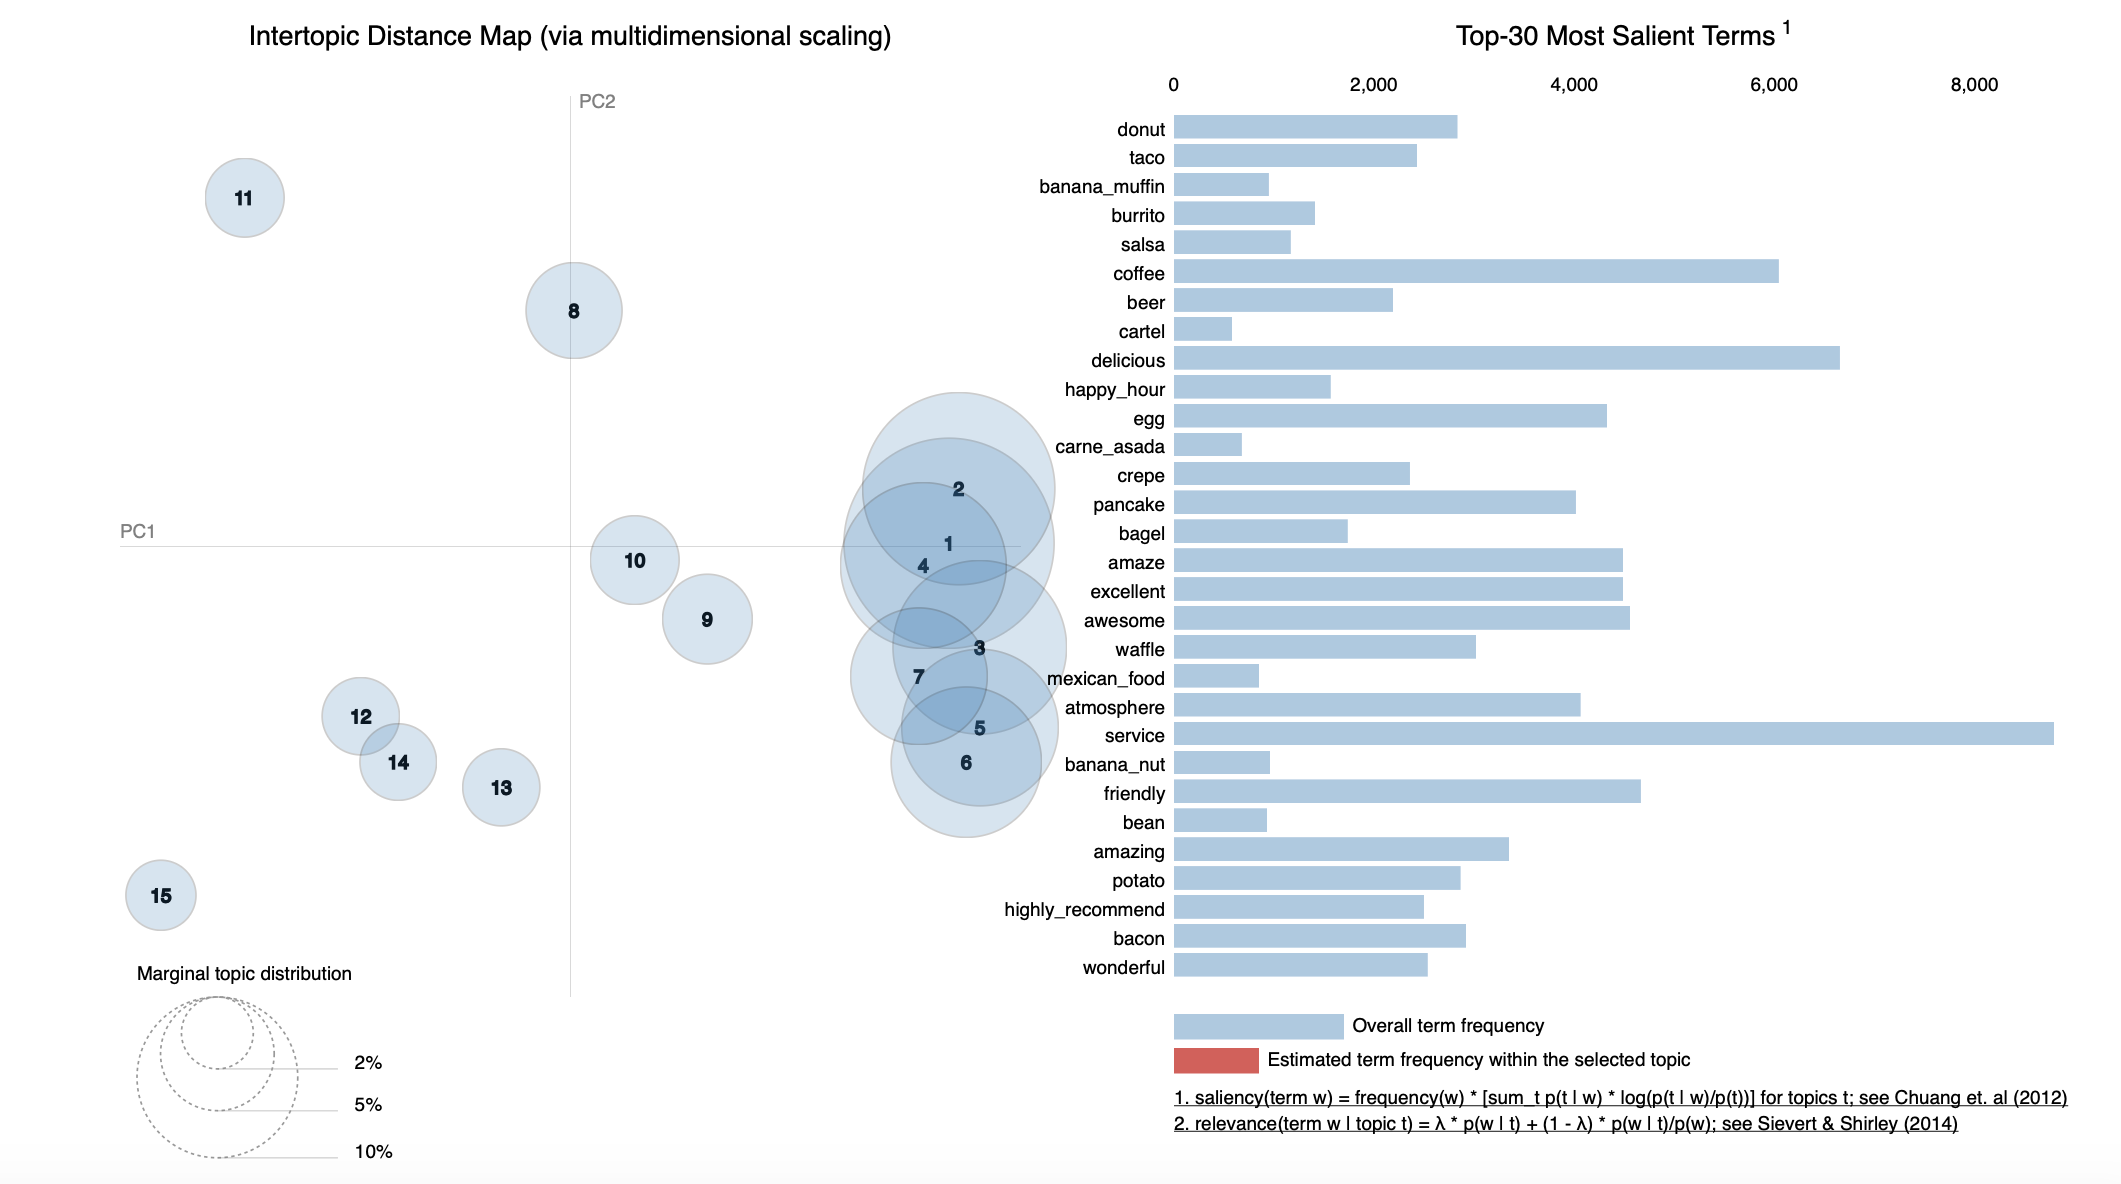 Intertopic Distance Map (via multidimensional scaling)
PC2
PC1
11
8
2
1
4
10
9
3
7
5
6
12
14
13
15
Marginal topic distribution
2%
5%
10%
Top-30 Most Salient Terms 1
0 2,000 4,000 6,000 8,000
donut
taco
banana_muffin
burrito
salsa
coffee
beer
cartel
delicious
happy_hour
egg
carne_asada
crepe
pancake
bagel
amaze
excellent
awesome
waffle
mexican_food
atmosphere
service
banana_nut
friendly
bean
amazing
potato
highly_recommend
bacon
wonderful
Overall term frequency
Estimated term frequency within the selected topic
1. saliency(term w) = frequency(w) * [sum_t p(t | w) * log(p(t | w)/p(t))] for topics t; see Chuang et. al (2012)
2. relevance(term w | topic t) = λ * p(w | t) + (1 - λ) * p(w | t)/p(w); see Sievert & Shirley (2014)